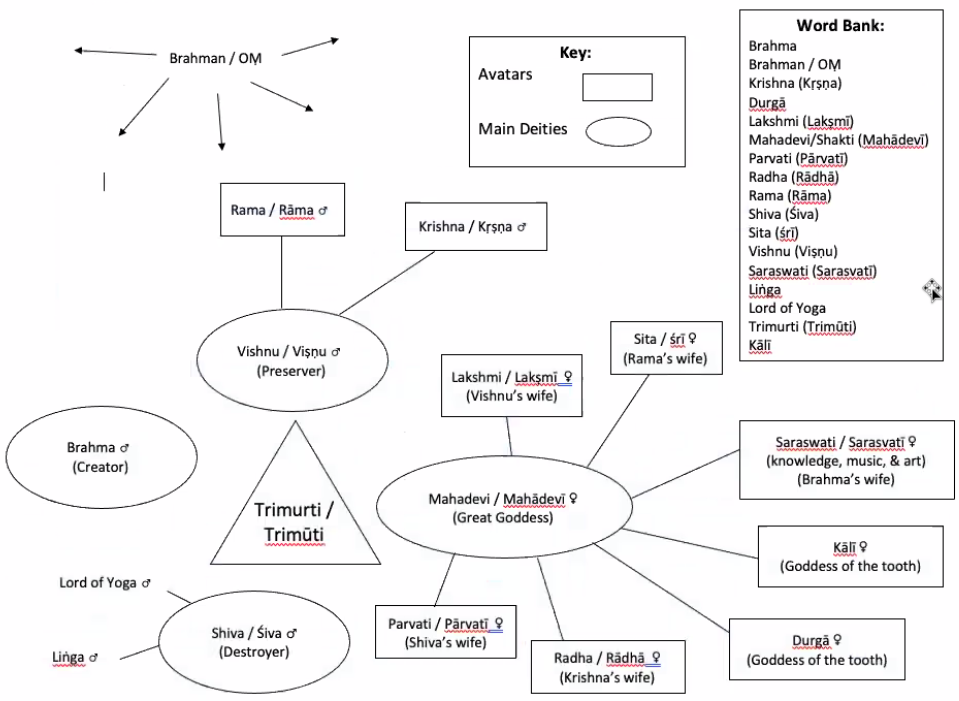 Brahman / OṂ
Key:
Avatars
Main Deities
Word Bank:
Brahma
Brahman / OṂ
Krishna (Kṛṣṇa)
Durgā
Lakshmi (Lakṣmī)
Mahadevi/Shakti (Mahādevī)
Parvati (Pārvatī)
Radha (Rādhā)
Rama (Rāma)
Shiva (Śiva)
Sita (śrī)
Vishnu (Viṣṇu)
Saraswati (Sarasvatī)
Liṅga
Lord of Yoga
Trimurti (Trimūti)
Kālī
Rama / Rāma ♂
Krishna / Kṛṣṇa ♂
Vishnu / Viṣṇu ♂
(Preserver)
Sita / śrī ♀
(Rama's wife)
Lakshmi / Lakṣmī ♀
(Vishnu's wife)
Brahma ♂
(Creator)
Saraswati / Sarasvatī ♀
(knowledge, music, & art)
(Brahma's wife)
Mahadevi / Mahādevī ♀
(Great Goddess)
Trimurti /
Trimūti
Kālī ♀
(Goddess of the tooth)
Lord of Yoga ♂
Shiva / Śiva ♂
(Destroyer)
Liṅga ♂
Parvati / Pārvatī ♀
(Shiva's wife)
Radha / Rādhā ♀
(Krishna's wife)
Durgā ♀
(Goddess of the tooth)